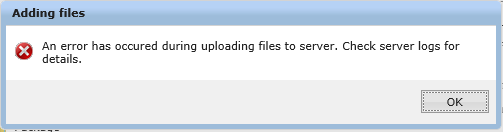 Adding files
An error has occured during uploading files to server. Check server logs for
details.
OK